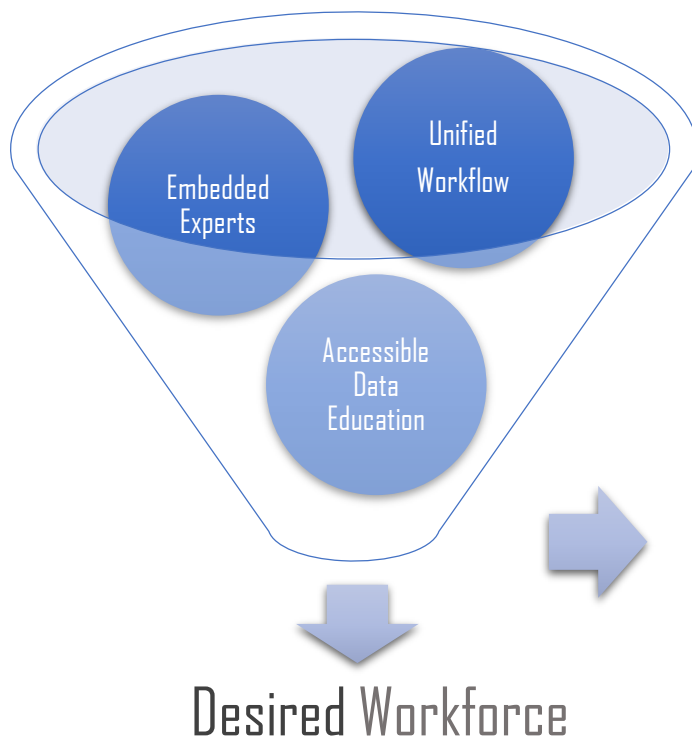 Unified
Workflow
Embedded
Experts
Accessible
Data
Education
Desired Workforce